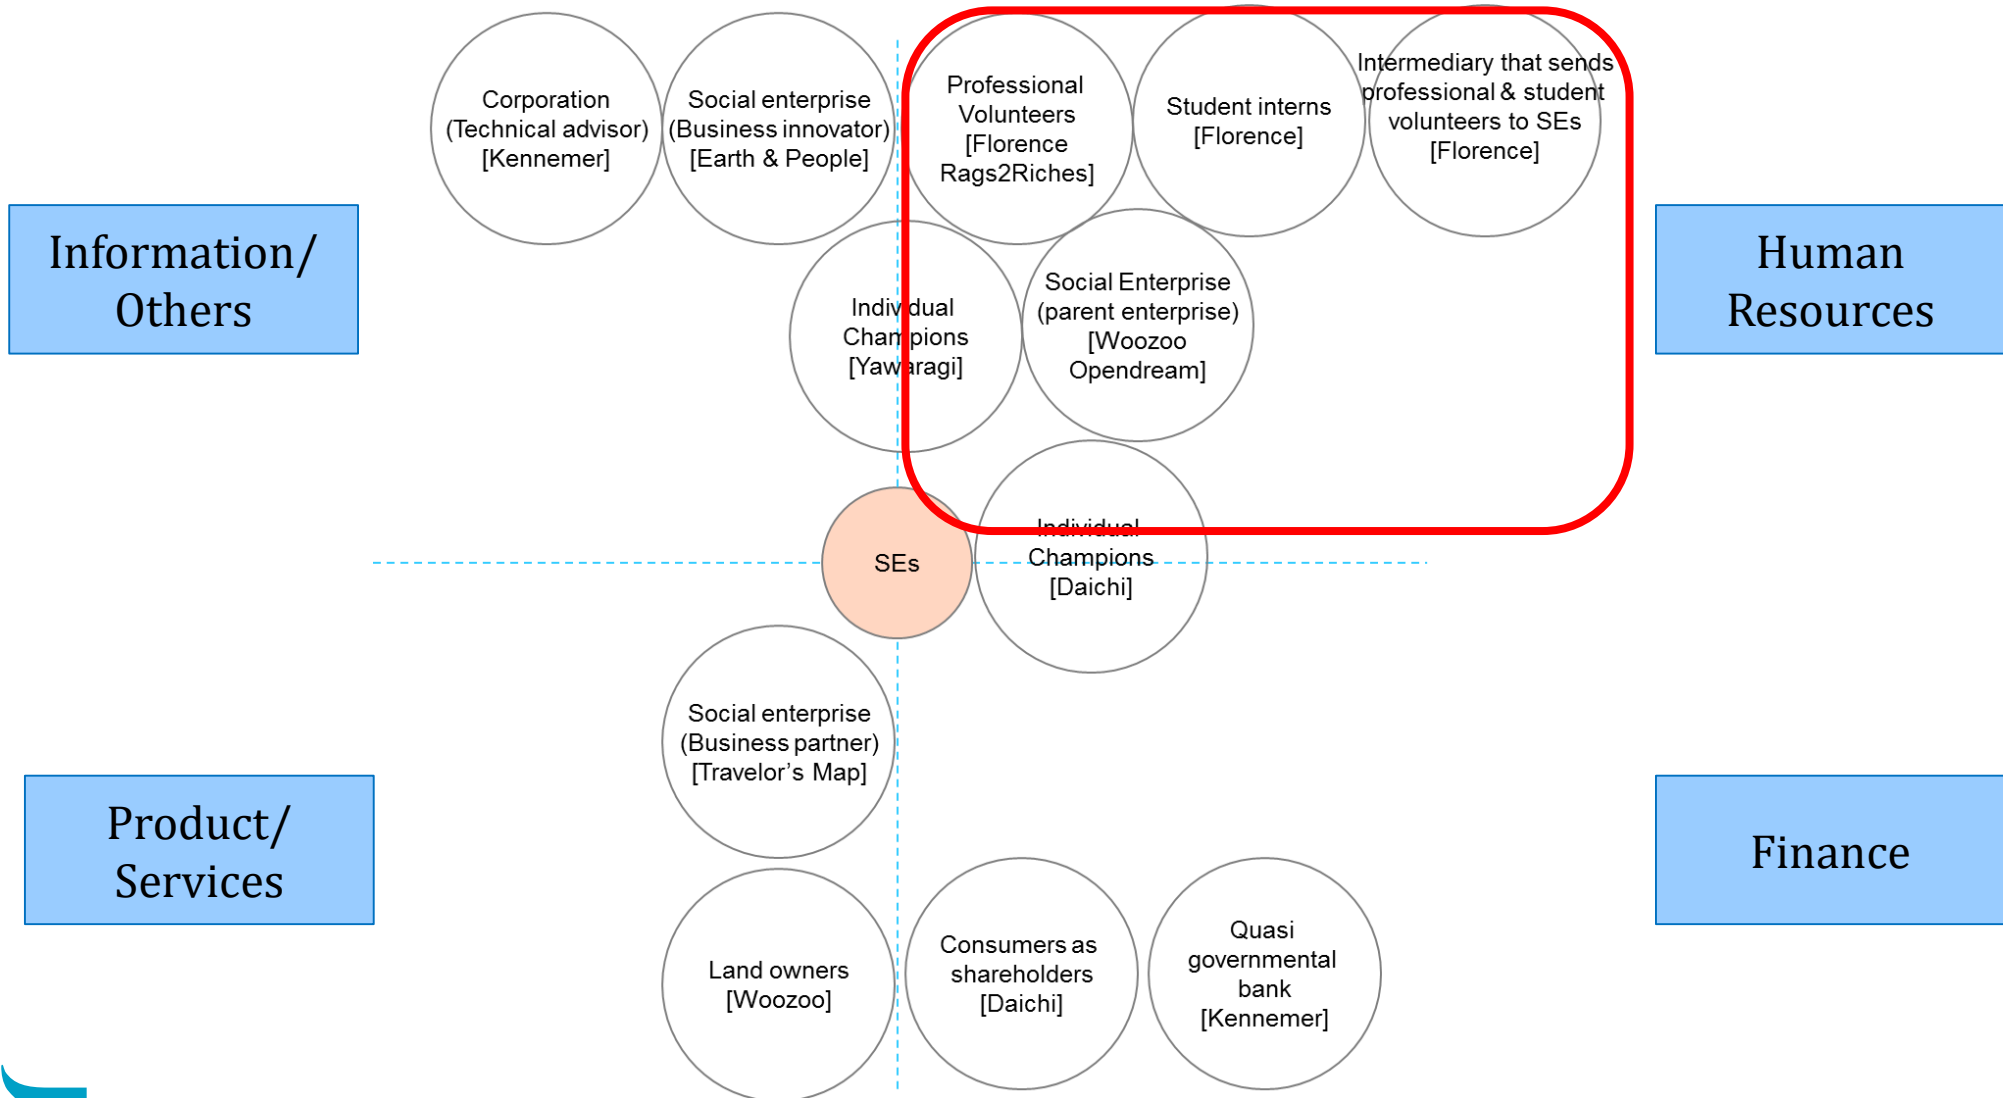 Corporation
(Technical advisor)
[Kennemer]
Social enterprise
(Business innovator)
[Earth & People]
Professional
Volunteers
[Florence
Rags2Riches]
Student interns
[Florence]
Intermediary that sends
professional & student
volunteers to SEs
[Florence]
Information/
Others
Human
Resources
Individual
Champions
[Yawaragi]
Social Enterprise
(parent enterprise)
[Woozoo
Opendream]
SEs
Individual
Champions
[Daichi]
Social enterprise
(Business partner)
[Travelor's Map]
Product/
Services
Finance
Land owners
[Woozoo]
Consumers as
shareholders
[Daichi]
Quasi
governmental
bank
[Kennemer]